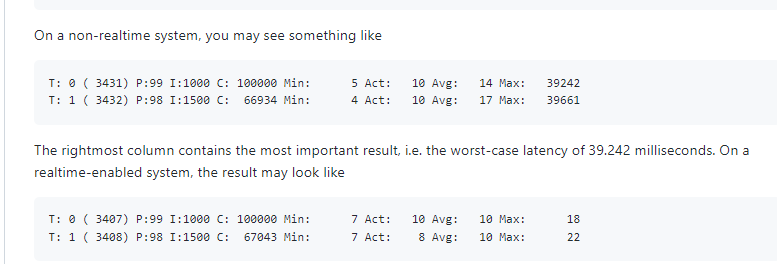 On a non-realtime system, you may see something like
T: 0 ( 3431) P:99 I:1000 C: 100000 Min:      5 Act:   10 Avg:   14 Max:   39242
T: 1 ( 3432) P:98 I:1500 C:  66934 Min:      4 Act:   10 Avg:   17 Max:   39661
The rightmost column contains the most important result, i.e. the worst-case latency of 39.242 milliseconds. On a
realtime-enabled system, the result may look like
T: 0 ( 3407) P:99 I:1000 C: 100000 Min:      7 Act:   10 Avg:   10 Max:      18
T: 1 ( 3408) P:98 I:1500 C:  67043 Min:      7 Act:    8 Avg:   10 Max:      22